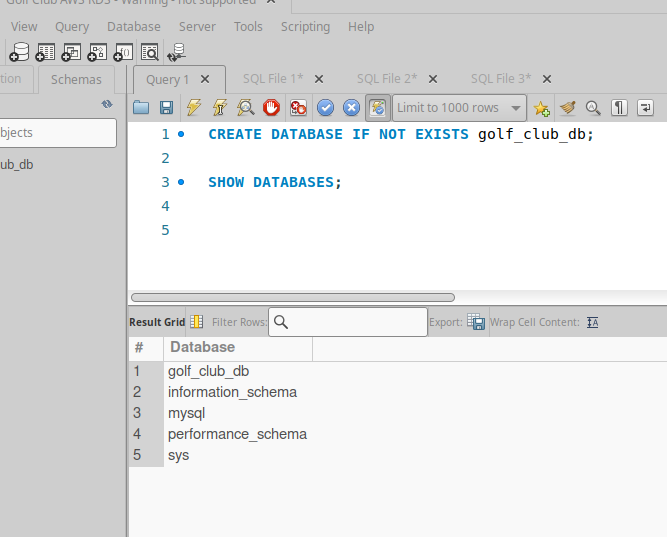 Golf Club AWS RDS - Warning - not supported
View Query Database Server Tools Scripting Help
tion Schemas Query 1 SQL File 1* SQL File 2* SQL File 3*
Limit to 1000 rows
bjects
ub_db
1 CREATE DATABASE IF NOT EXISTS golf_club_db;
2
3 SHOW DATABASES;
4
5
Result Grid Filter Rows: Export: Wrap Cell Content:
# Database
1 golf_club_db
2 information_schema
3 mysql
4 performance_schema
5 sys